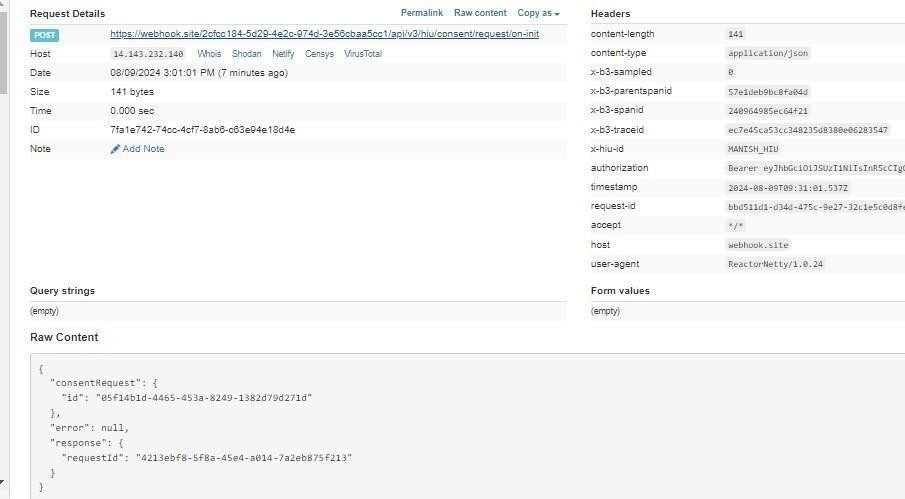 Request Details Permalink Raw content Copy as
POST https://webhook.site/2cfcc184-5d29-4e2c-974d-3e56cbaa5cc1/api/v3/hiu/consent/request/on-init
Host 14.143.232.140 Whois Shodan Netify Censys VirusTotal
Date 08/09/2024 3:01:01 PM (7 minutes ago)
Size 141 bytes
Time 0.000 sec
ID 7fa1e742-74cc-4cf7-8ab6-c63e94e18d4e
Note Add Note
Headers
content-length 141
content-type application/json
x-b3-sampled 0
x-b3-parentspanid 57e1deb9bc8fa04d
x-b3-spanid 240964985ec64f21
x-b3-traceid ec7e45ca53cc348235d8380e06283547
x-hiu-id MANISH_HIU
authorization Bearer eyJhbGciOiJSUzI1NiIsInR5cCIgO
timestamp 2024-08-09T09:31:01.537Z
request-id bbd511d1-d34d-475c-9e27-32c1e5c0d8f
accept */*
host webhook.site
user-agent ReactorNetty/1.0.24
Query strings
(empty)
Form values
(empty)
Raw Content
{
"consentRequest": {
"id": "05f14b1d-4465-453a-8249-1382d79d271d"
},
"error": null,
"response": {
"requestId": "4213ebf8-5f8a-45e4-a014-7a2eb875f213"
}
}